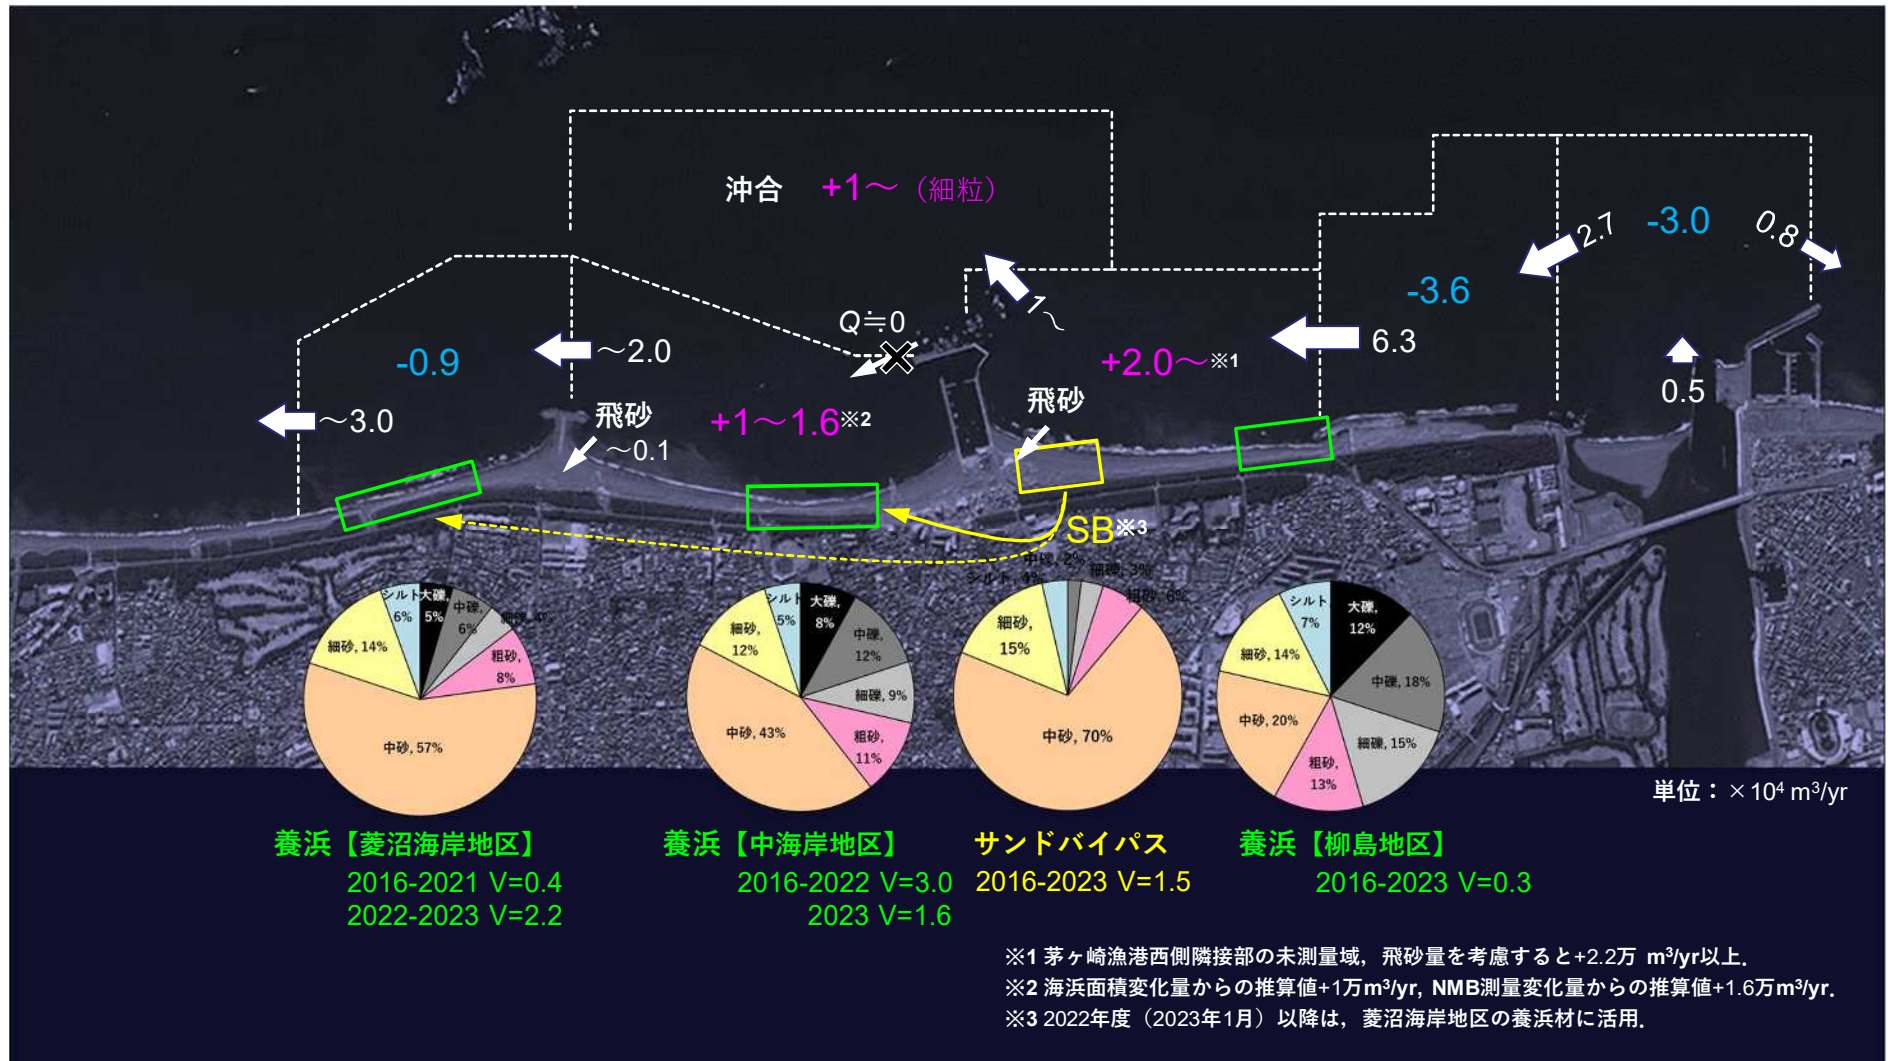 沖合 +1～（細粒）
-3.0
0.8
2.7
-3.6
6.3
0.5
1～
Q≒0
+2.0～※1
-0.9
～2.0
～3.0
飛砂
～0.1
+1～1.6※2
飛砂
SB※3
シルト, 6%
大礫, 5%
中礫, 6%
細礫, 4%
粗砂, 8%
中砂, 57%
細砂, 14%
シルト, 5%
大礫, 8%
中礫, 12%
細礫, 9%
粗砂, 11%
中砂, 43%
細砂, 12%
シルト, 4%
中礫, 2%
細礫, 3%
粗砂, 6%
中砂, 70%
細砂, 15%
シルト, 7%
大礫, 12%
中礫, 18%
細礫, 15%
粗砂, 13%
中砂, 20%
細砂, 14%
単位：×10⁴ m³/yr
養浜【菱沼海岸地区】
2016-2021 V=0.4
2022-2023 V=2.2
養浜【中海岸地区】
2016-2022 V=3.0
2023 V=1.6
サンドバイパス
2016-2023 V=1.5
養浜【柳島地区】
2016-2023 V=0.3
※1 茅ヶ崎漁港西側隣接部の未測量域，飛砂量を考慮すると+2.2万 m³/yr以上．
※2 海浜面積変化量からの推算値+1万m³/yr, NMB測量変化量からの推算値+1.6万m³/yr．
※3 2022年度（2023年1月）以降は，菱沼海岸地区の養浜材に活用．